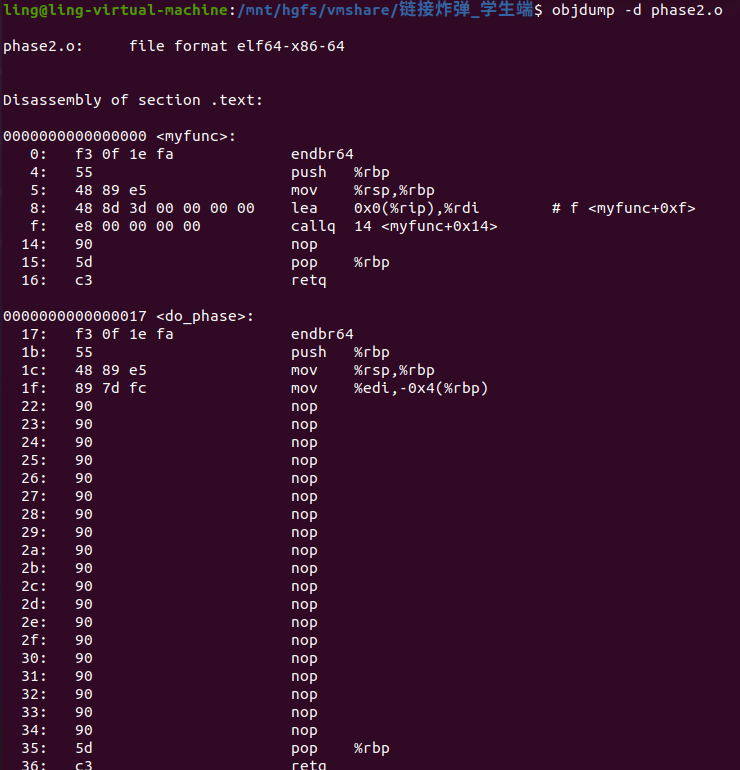 ling@ling-virtual-machine:/mnt/hgfs/vmshare/链接炸弹_学生端$ objdump -d phase2.o
phase2.o:     file format elf64-x86-64
Disassembly of section .text:
0000000000000000 <myfunc>:
   0:   f3 0f 1e fa             endbr64
   4:   55                      push   %rbp
   5:   48 89 e5                mov    %rsp,%rbp
   8:   48 8d 3d 00 00 00 00    lea    0x0(%rip),%rdi        # f <myfunc+0xf>
   f:   e8 00 00 00 00          callq  14 <myfunc+0x14>
  14:   90                      nop
  15:   5d                      pop    %rbp
  16:   c3                      retq
0000000000000017 <do_phase>:
  17:   f3 0f 1e fa             endbr64
  1b:   55                      push   %rbp
  1c:   48 89 e5                mov    %rsp,%rbp
  1f:   89 7d fc                mov    %edi,-0x4(%rbp)
  22:   90                      nop
  23:   90                      nop
  24:   90                      nop
  25:   90                      nop
  26:   90                      nop
  27:   90                      nop
  28:   90                      nop
  29:   90                      nop
  2a:   90                      nop
  2b:   90                      nop
  2c:   90                      nop
  2d:   90                      nop
  2e:   90                      nop
  2f:   90                      nop
  30:   90                      nop
  31:   90                      nop
  32:   90                      nop
  33:   90                      nop
  34:   90                      nop
  35:   5d                      pop    %rbp
  36:   c3                      retq